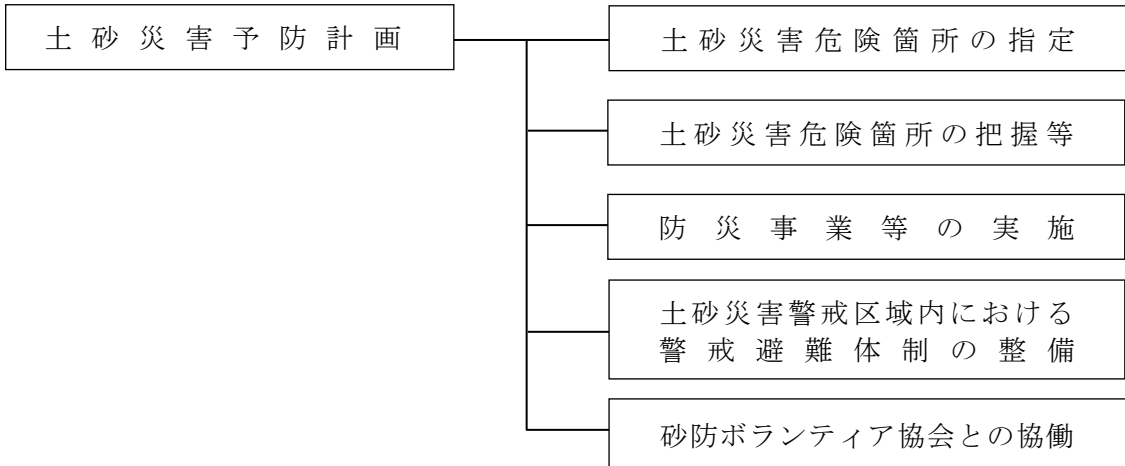 土砂災害予防計画
土砂災害危険箇所の指定
土砂災害危険箇所の把握等
防災事業等の実施
土砂災害警戒区域内における
警戒避難体制の整備
砂防ボランティア協会との協働